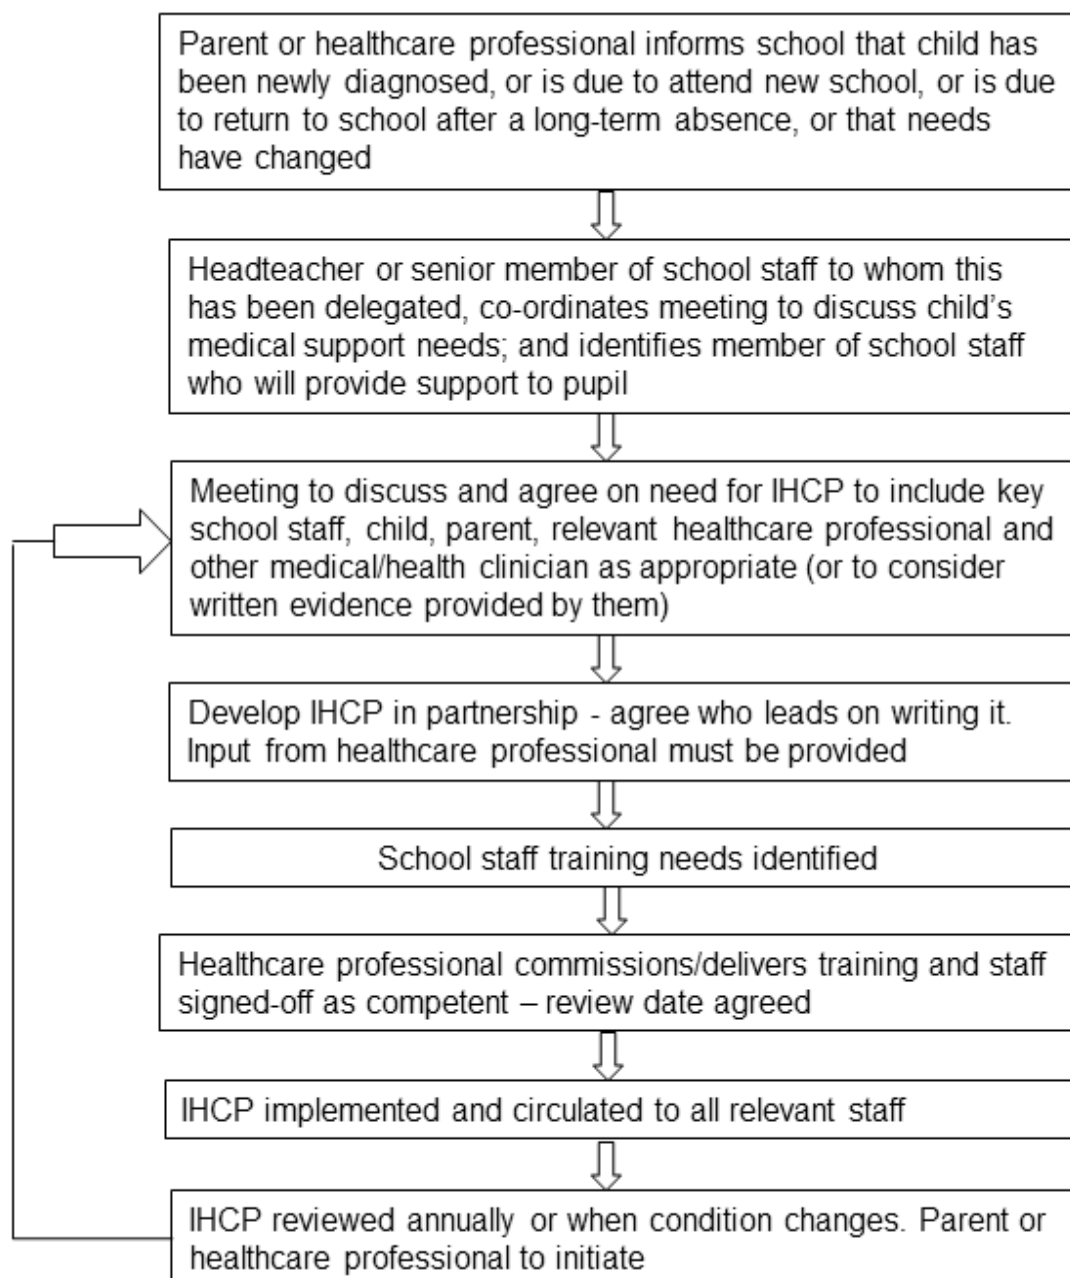 Parent or healthcare professional informs school that child has
been newly diagnosed, or is due to attend new school, or is due
to return to school after a long-term absence, or that needs
have changed
Headteacher or senior member of school staff to whom this
has been delegated, co-ordinates meeting to discuss child's
medical support needs; and identifies member of school staff
who will provide support to pupil
Meeting to discuss and agree on need for IHCP to include key
school staff, child, parent, relevant healthcare professional and
other medical/health clinician as appropriate (or to consider
written evidence provided by them)
Develop IHCP in partnership - agree who leads on writing it.
Input from healthcare professional must be provided
School staff training needs identified
Healthcare professional commissions/delivers training and staff
signed-off as competent – review date agreed
IHCP implemented and circulated to all relevant staff
IHCP reviewed annually or when condition changes. Parent or
healthcare professional to initiate